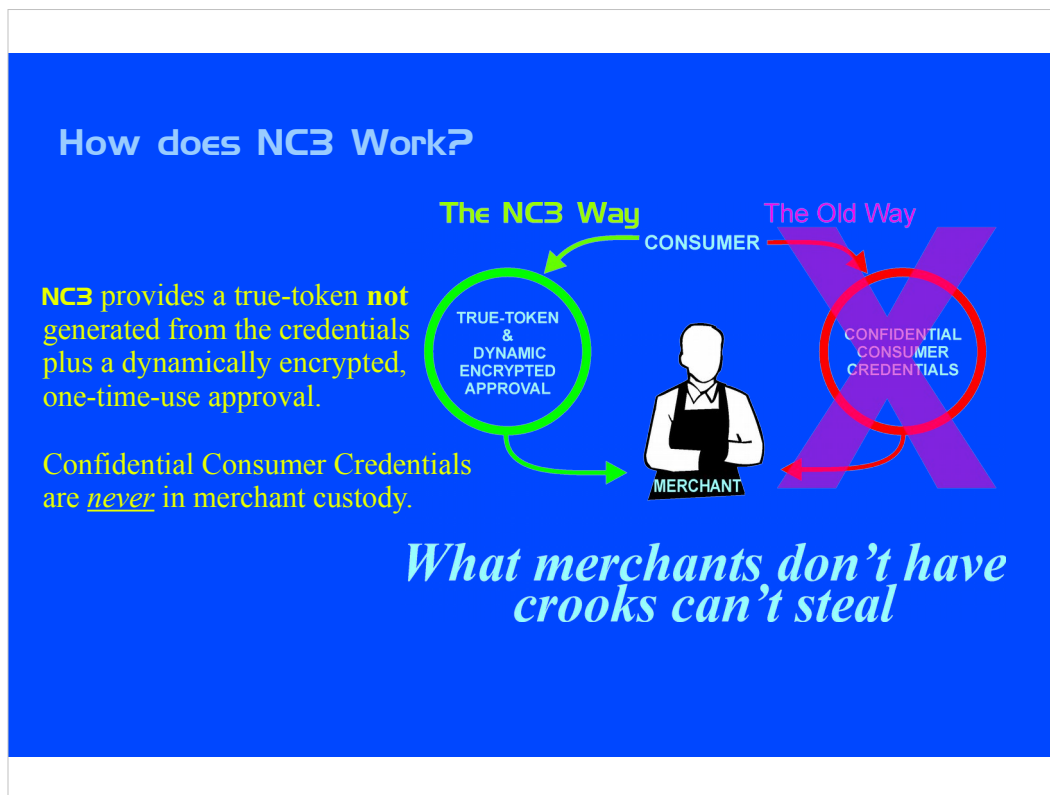 How does NC3 Work?
The NC3 Way
The Old Way
CONSUMER
NC3 provides a true-token not
generated from the credentials
plus a dynamically encrypted,
one-time-use approval.
Confidential Consumer Credentials
are never in merchant custody.
TRUE-TOKEN
&
DYNAMIC
ENCRYPTED
APPROVAL
CONFIDENTIAL
CONSUMER
CREDENTIALS
MERCHANT
What merchants don’t have
crooks can’t steal